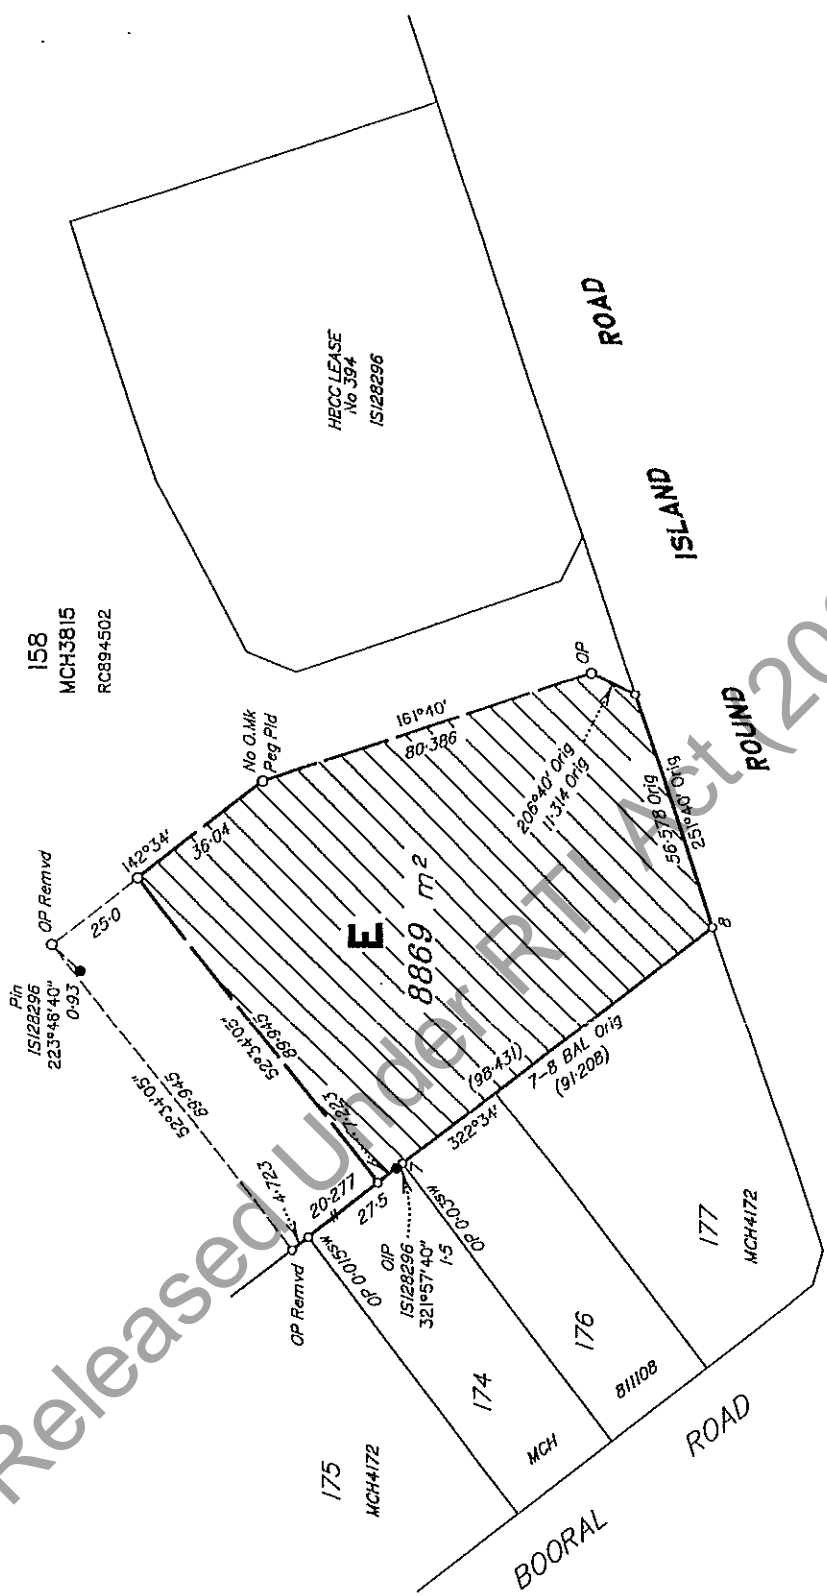 158
MCH3815
RC894502
HECC LEASE
No 394
IS128296
ROAD
ISLAND
ROUND
OP
161°40'
80·386
No O.Mk
Peg Pld
142°34'
36·04
OP Remvd
25·0
Pin
IS128296
223°46'40"
0·93
52°34'05"
89·945
52°34'05"
89·945
E
8869 m2
206°40' Orig
11·314 Orig
56·578 Orig
251°40' Orig
8
(98·431)
7-8 BAL Orig
(91·208)
322°34'
7·223
7
4·723
20·277
27·5
OP Remvd
OP 0·015SW
OIP
IS128296
321°57'40"
1·5
OP 0·03SW
177
MCH4172
176
811108
174
MCH
175
MCH4172
BOORAL
ROAD
Released Under RTI Act (20